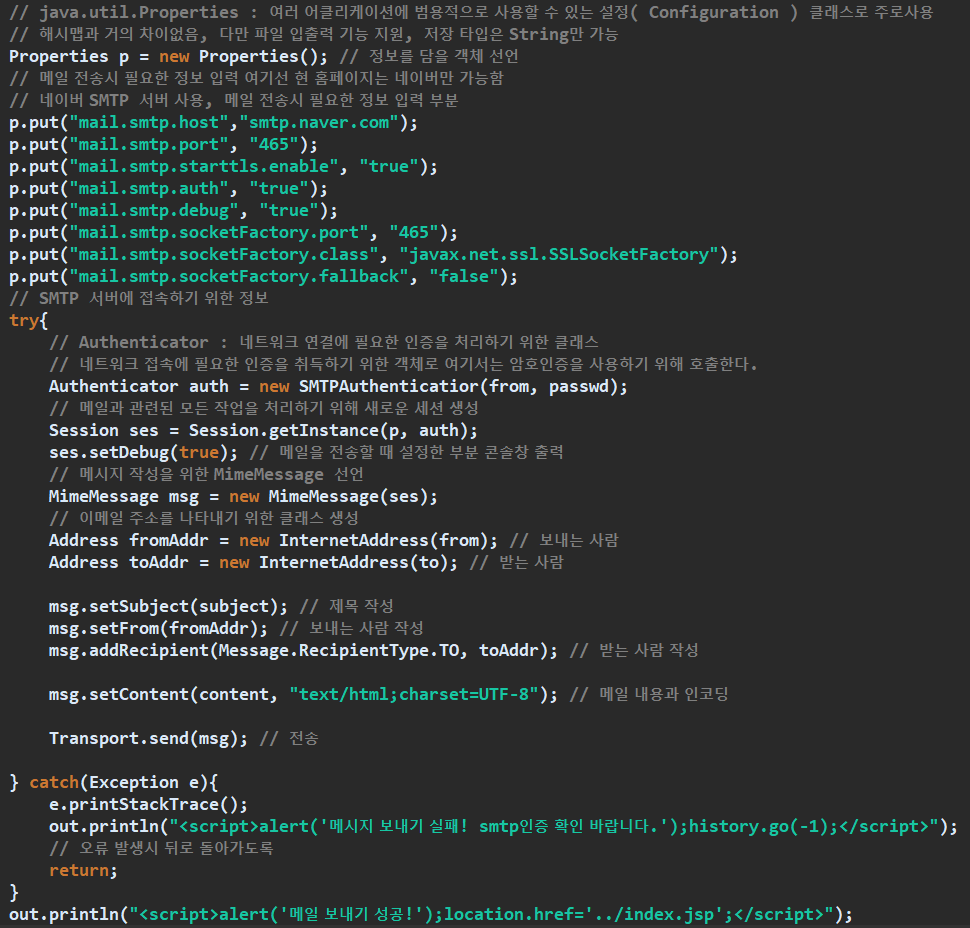 // java.util.Properties : 여러 어클리케이션에 범용적으로 사용할 수 있는 설정( Configuration ) 클래스로 주로사용
// 해시맵과 거의 차이없음, 다만 파일 입출력 기능 지원, 저장 타입은 String만 가능
Properties p = new Properties(); // 정보를 담을 객체 선언
// 메일 전송시 필요한 정보 입력 여기선 현 홈페이지는 네이버만 가능함
// 네이버 SMTP 서버 사용, 메일 전송시 필요한 정보 입력 부분
p.put("mail.smtp.host","smtp.naver.com");
p.put("mail.smtp.port", "465");
p.put("mail.smtp.starttls.enable", "true");
p.put("mail.smtp.auth", "true");
p.put("mail.smtp.debug", "true");
p.put("mail.smtp.socketFactory.port", "465");
p.put("mail.smtp.socketFactory.class", "javax.net.ssl.SSLSocketFactory");
p.put("mail.smtp.socketFactory.fallback", "false");
// SMTP 서버에 접속하기 위한 정보
try{
    // Authenticator : 네트워크 연결에 필요한 인증을 처리하기 위한 클래스
    // 네트워크 접속에 필요한 인증을 취득하기 위한 객체로 여기서는 암호인증을 사용하기 위해 호출한다.
    Authenticator auth = new SMTPAuthenticatior(from, passwd);
    // 메일과 관련된 모든 작업을 처리하기 위해 새로운 세션 생성
    Session ses = Session.getInstance(p, auth);
    ses.setDebug(true); // 메일을 전송할 때 설정한 부분 콘솔창 출력
    // 메시지 작성을 위한 MimeMessage 선언
    MimeMessage msg = new MimeMessage(ses);
    // 이메일 주소를 나타내기 위한 클래스 생성
    Address fromAddr = new InternetAddress(from); // 보내는 사람
    Address toAddr = new InternetAddress(to); // 받는 사람
    msg.setSubject(subject); // 제목 작성
    msg.setFrom(fromAddr); // 보내는 사람 작성
    msg.addRecipient(Message.RecipientType.TO, toAddr); // 받는 사람 작성
    msg.setContent(content, "text/html;charset=UTF-8"); // 메일 내용과 인코딩
    Transport.send(msg); // 전송
} catch(Exception e){
    e.printStackTrace();
    out.println("<script>alert('메시지 보내기 실패! smtp인증 확인 바랍니다.');history.go(-1);</script>");
    // 오류 발생시 뒤로 돌아가도록
    return;
}
out.println("<script>alert('메일 보내기 성공!');location.href='../index.jsp';</script>");